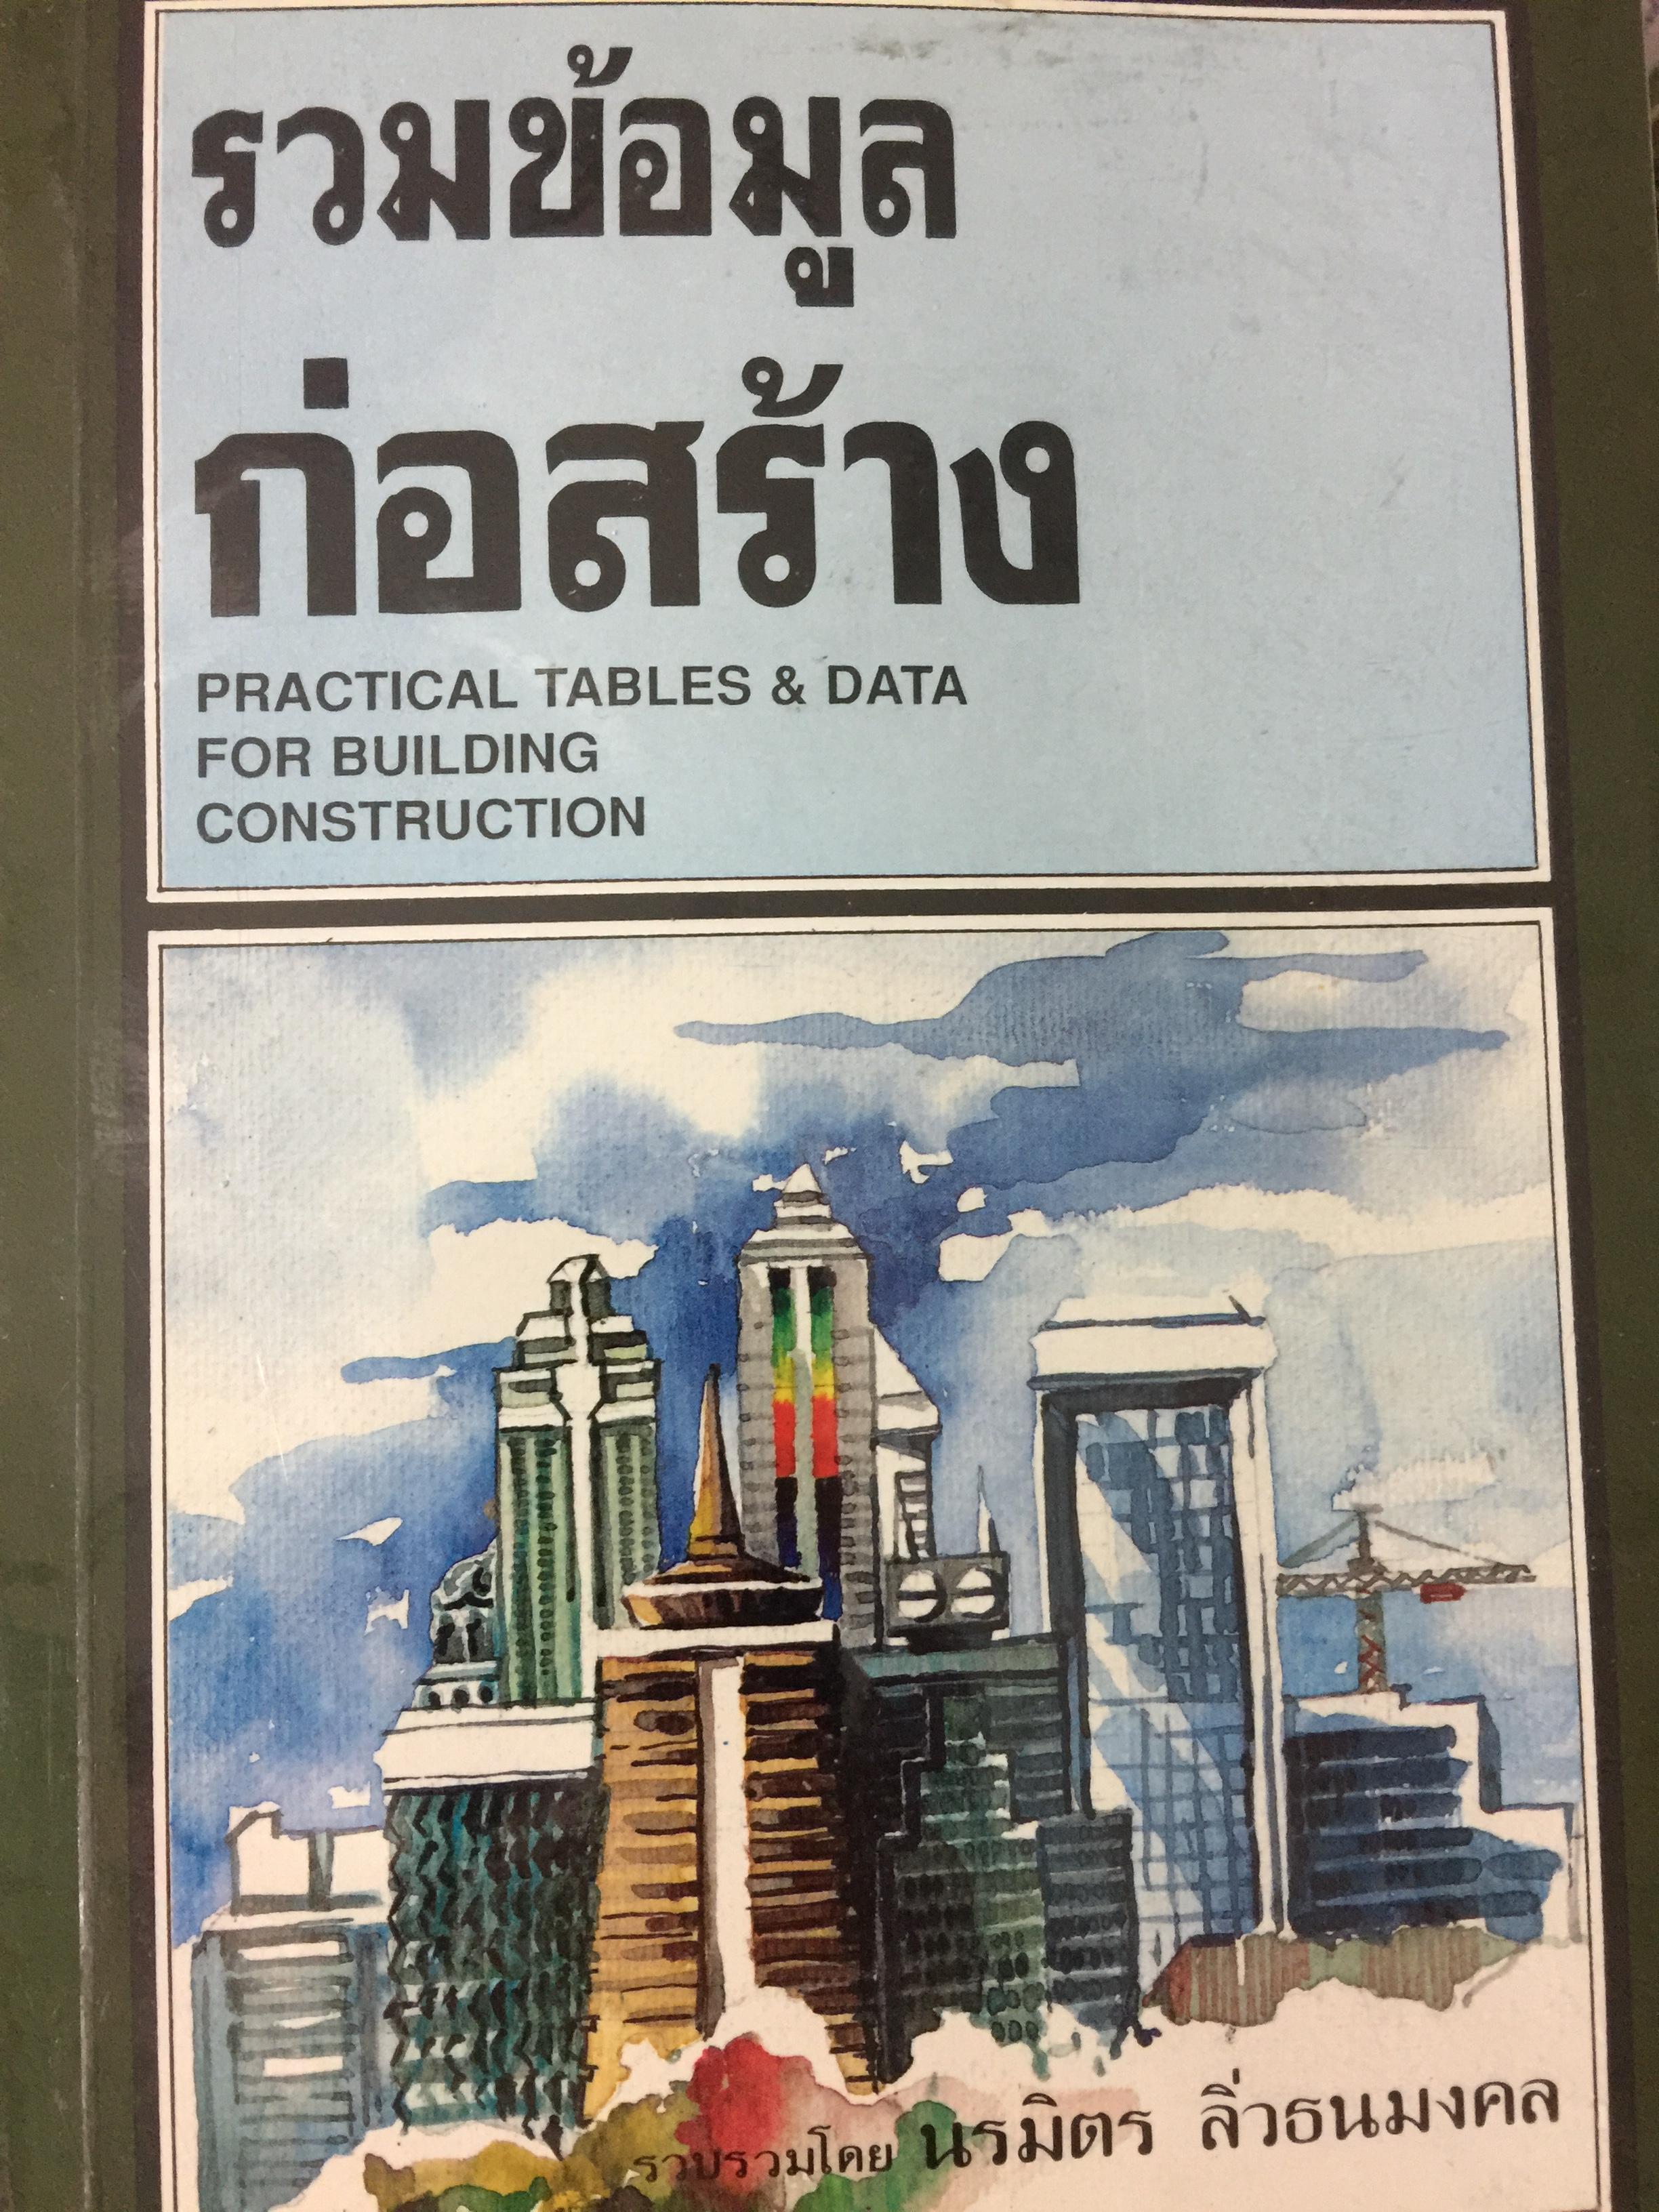 รวมข้อมูล
ก่อสร้าง
PRACTICAL TABLES & DATA
FOR BUILDING
CONSTRUCTION
รวบรวมโดย นรมิตร ลิ่วธนมงคล